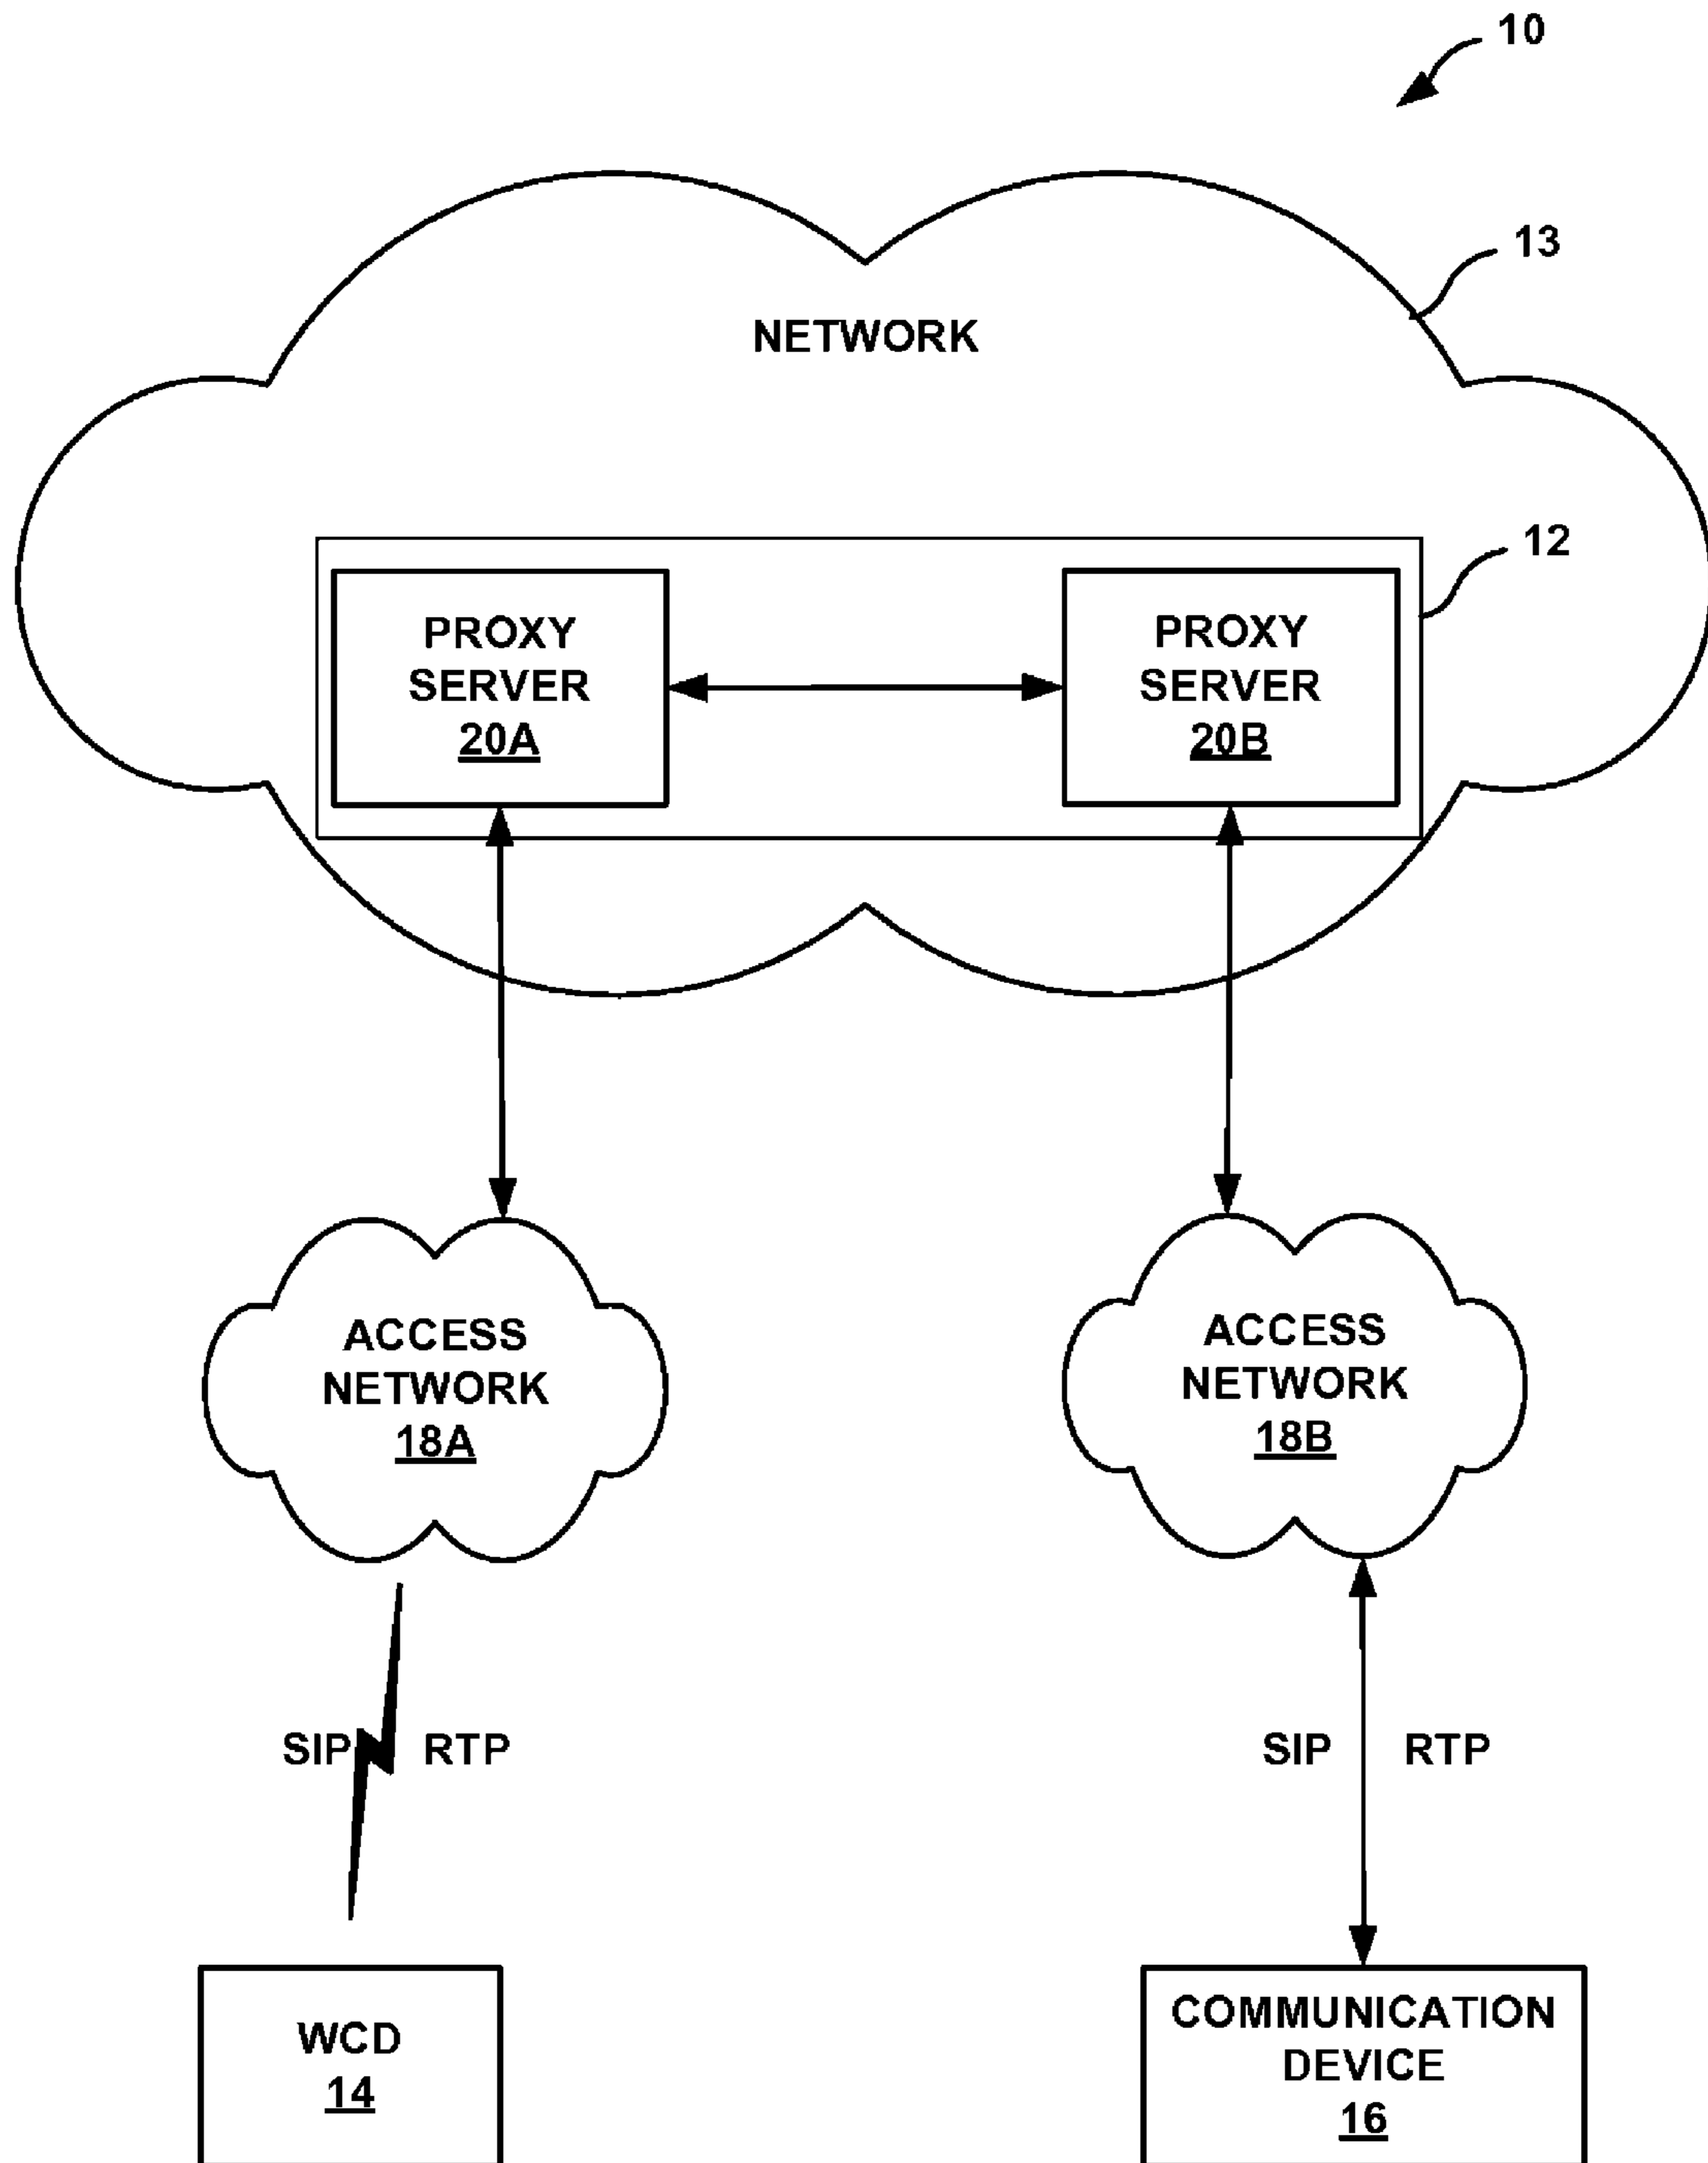 10
13
NETWORK
12
PROXY
SERVER
20A
PROXY
SERVER
20B
ACCESS
NETWORK
18A
ACCESS
NETWORK
18B
SIP RTP
SIP RTP
WCD
14
COMMUNICATION
DEVICE
16